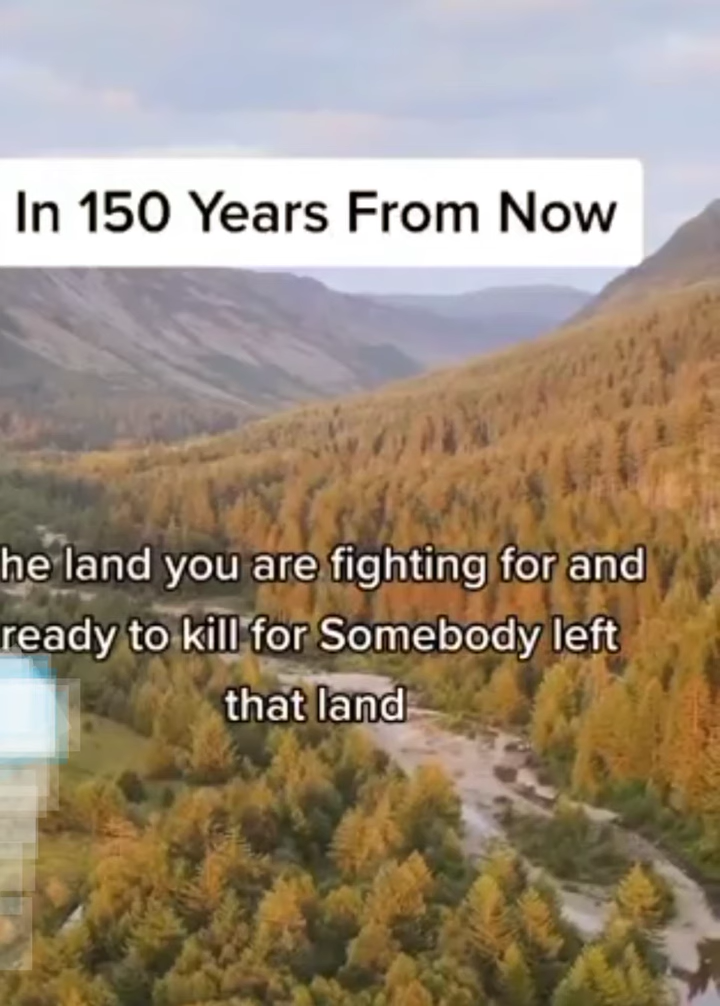 In 150 Years From Now
he land you are fighting for and
ready to kill for Somebody left
that land